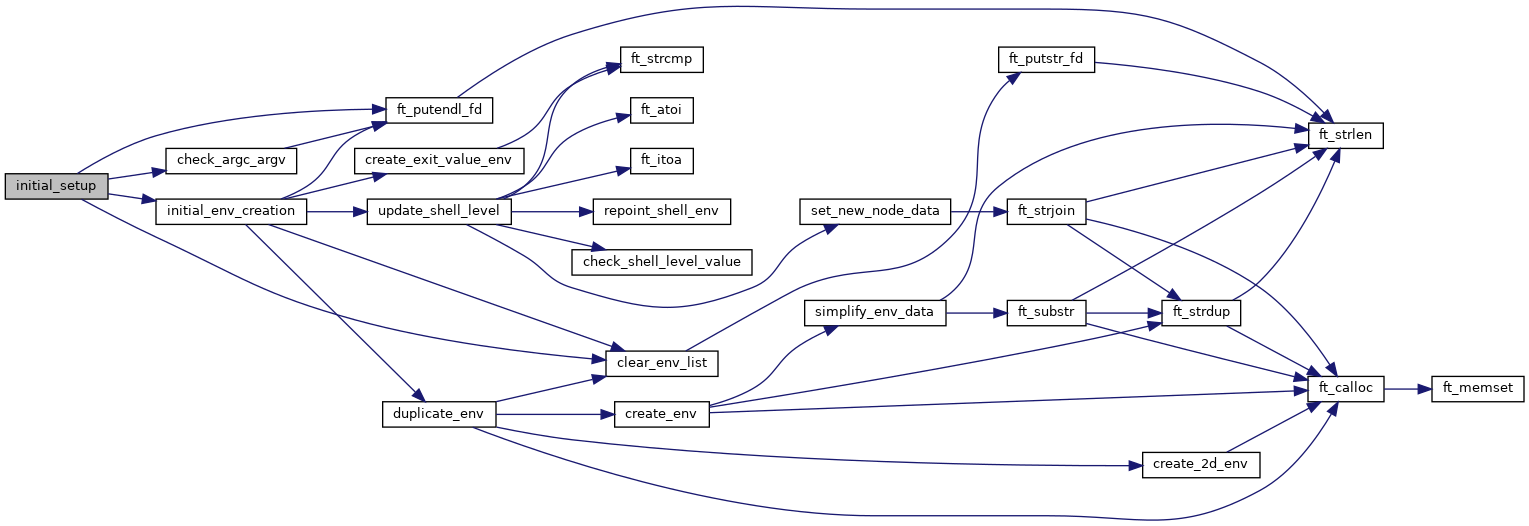 initial_setup
check_argc_argv
initial_env_creation
ft_putendl_fd
create_exit_value_env
update_shell_level
duplicate_env
ft_strcmp
ft_atoi
ft_itoa
repoint_shell_env
check_shell_level_value
clear_env_list
create_env
set_new_node_data
simplify_env_data
ft_putstr_fd
ft_strjoin
ft_substr
create_2d_env
ft_strdup
ft_strlen
ft_calloc
ft_memset